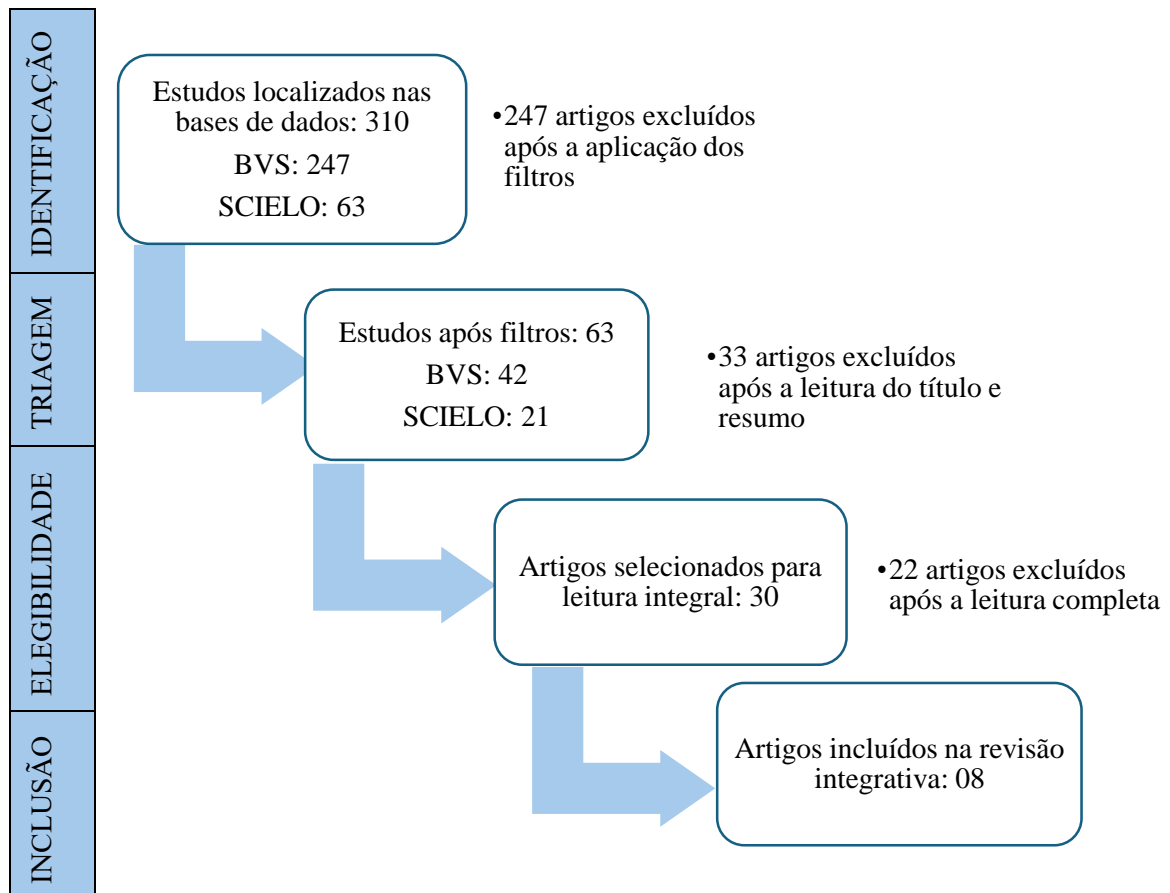 IDENTIFICAÇÃO
Estudos localizados nas
bases de dados: 310
BVS: 247
SCIELO: 63
•247 artigos excluídos
após a aplicação dos
filtros
TRIAGEM
Estudos após filtros: 63
BVS: 42
SCIELO: 21
•33 artigos excluídos
após a leitura do título e
resumo
ELEGIBILIDADE
Artigos selecionados para
leitura integral: 30
•22 artigos excluídos
após a leitura completa
INCLUSÃO
Artigos incluídos na revisão
integrativa: 08